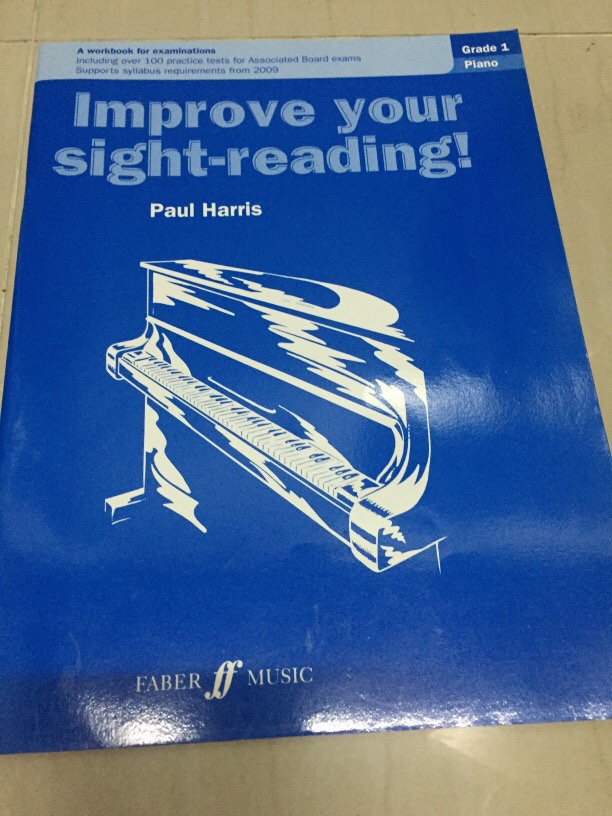 A workbook for examinations
Including over 100 practice tests for Associated Board exams
Supports syllabus requirements from 2009
Grade 1
Piano
Improve your
sight-reading!
Paul Harris
FABER ff MUSIC